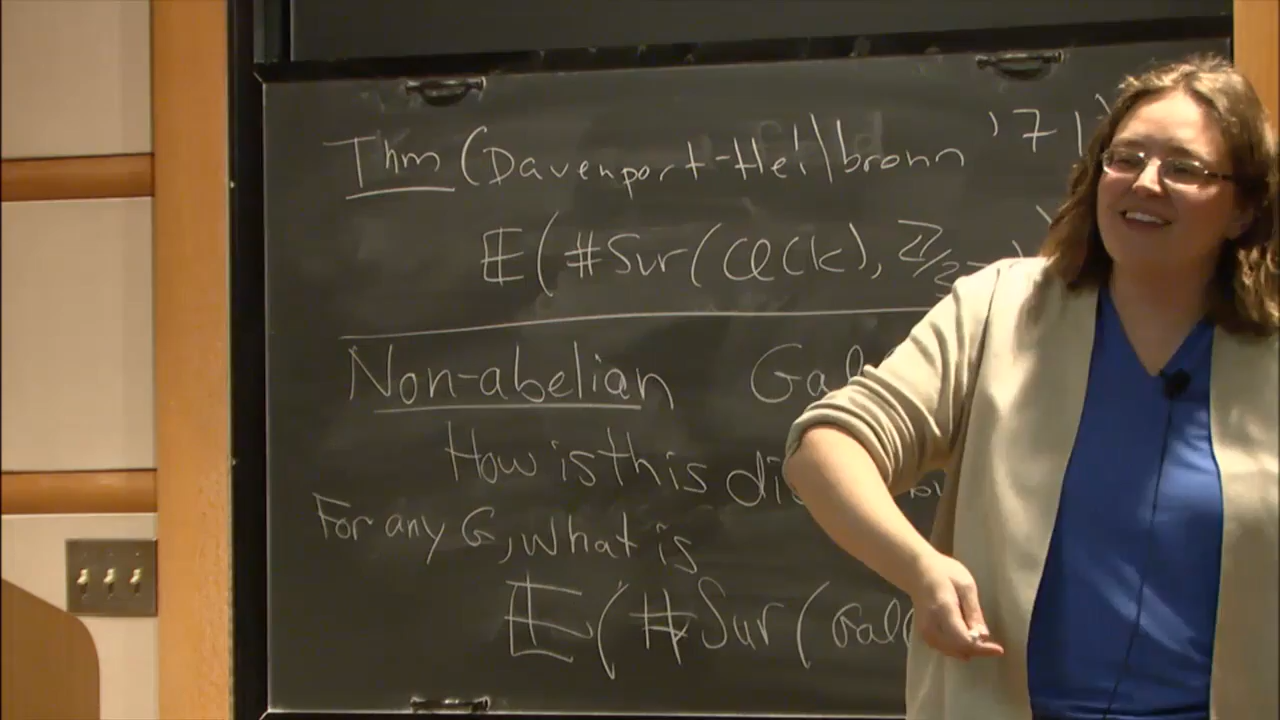 Thm (Davenport-Heilbronn '71)
E(#Sur(Cl(K), Z/3
Non-abelian Gal
How is this di
For any G, what is
E(#Sur(Gal(